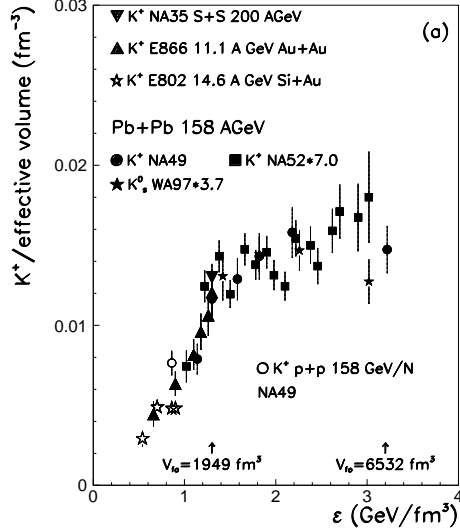 K⁺/effective volume (fm⁻³)
0.03
0.02
0.01
0
(a)
▼ K⁺ NA35 S+S 200 AGeV
▲ K⁺ E866 11.1 A GeV Au+Au
☆ K⁺ E802 14.6 A GeV Si+Au
Pb+Pb 158 AGeV
● K⁺ NA49 ■ K⁺ NA52*7.0
★ K⁰ₛ WA97*3.7
○ K⁺ p+p 158 GeV/N
NA49
↑ ↑
V_fo=1949 fm³ V_fo=6532 fm³
0 1 2 3 4
ε (GeV/fm³)